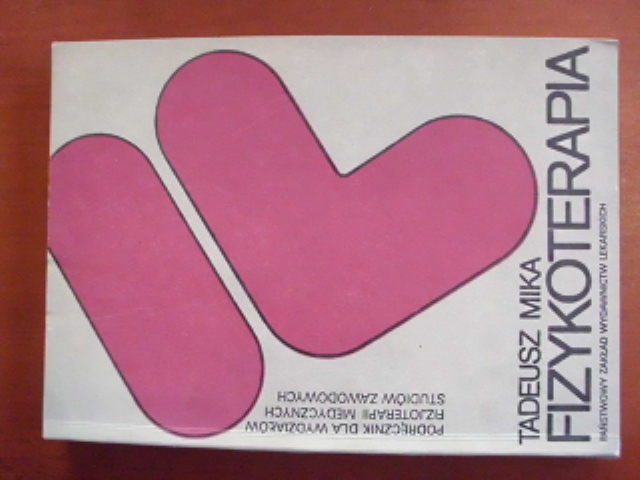 TADEUSZ MIKA
FIZYKOTERAPIA
PAŃSTWOWY ZAKŁAD WYDAWNICTW LEKARSKICH
PODRĘCZNIK DLA WYDZIAŁÓW
FIZJOTERAPII MEDYCZNYCH
STUDIÓW ZAWODOWYCH